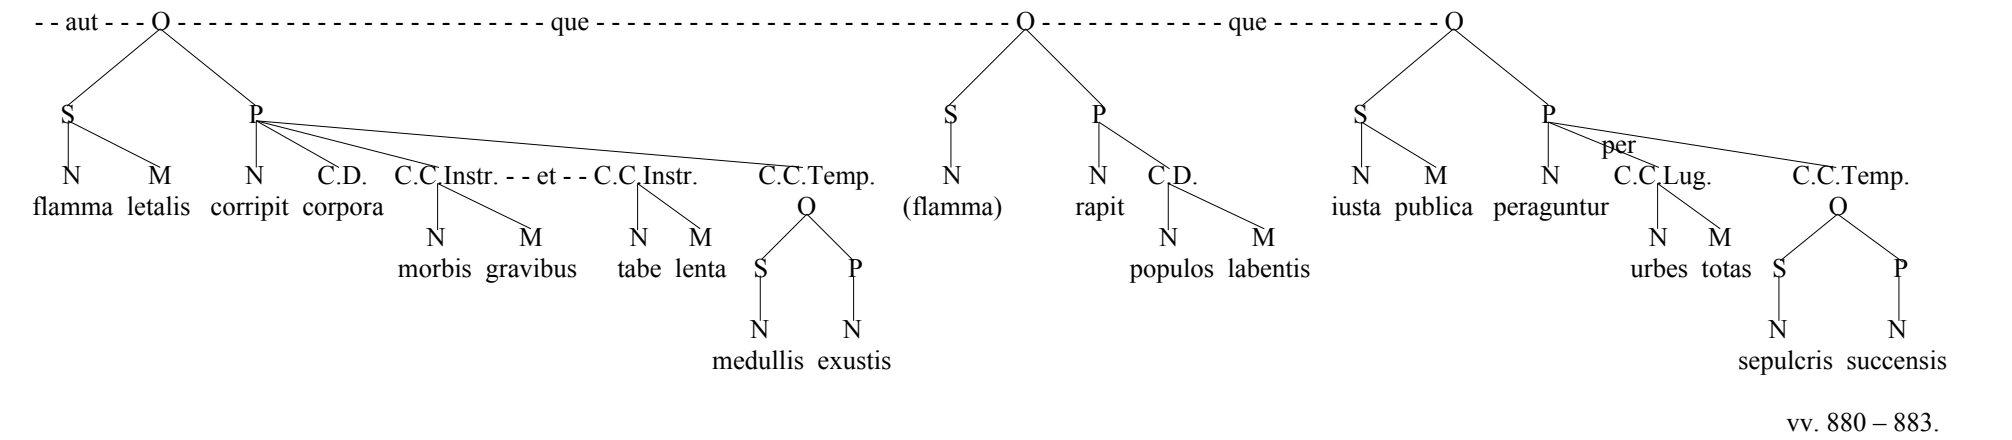 - - aut - - - O - - - - - - - - - - - - - - - - - - - - - - - - - - - que - - - - - - - - - - - - - - - - - - - - - - - - - - - - - - O - - - - - - - - - - - - - que - - - - - - - - - - - - O
S P S P S P
per
N M N C.D. C.C.Instr. - - et - - C.C.Instr. C.C.Temp. N N C.D. N M N C.C.Lug. C.C.Temp.
flamma letalis corripit corpora O (flamma) rapit iusta publica peraguntur O
N M N M N M N M
morbis gravibus tabe lenta S P populos labentis urbes totas S P
N N N N
medullis exustis sepulcris succensis
vv. 880 – 883.